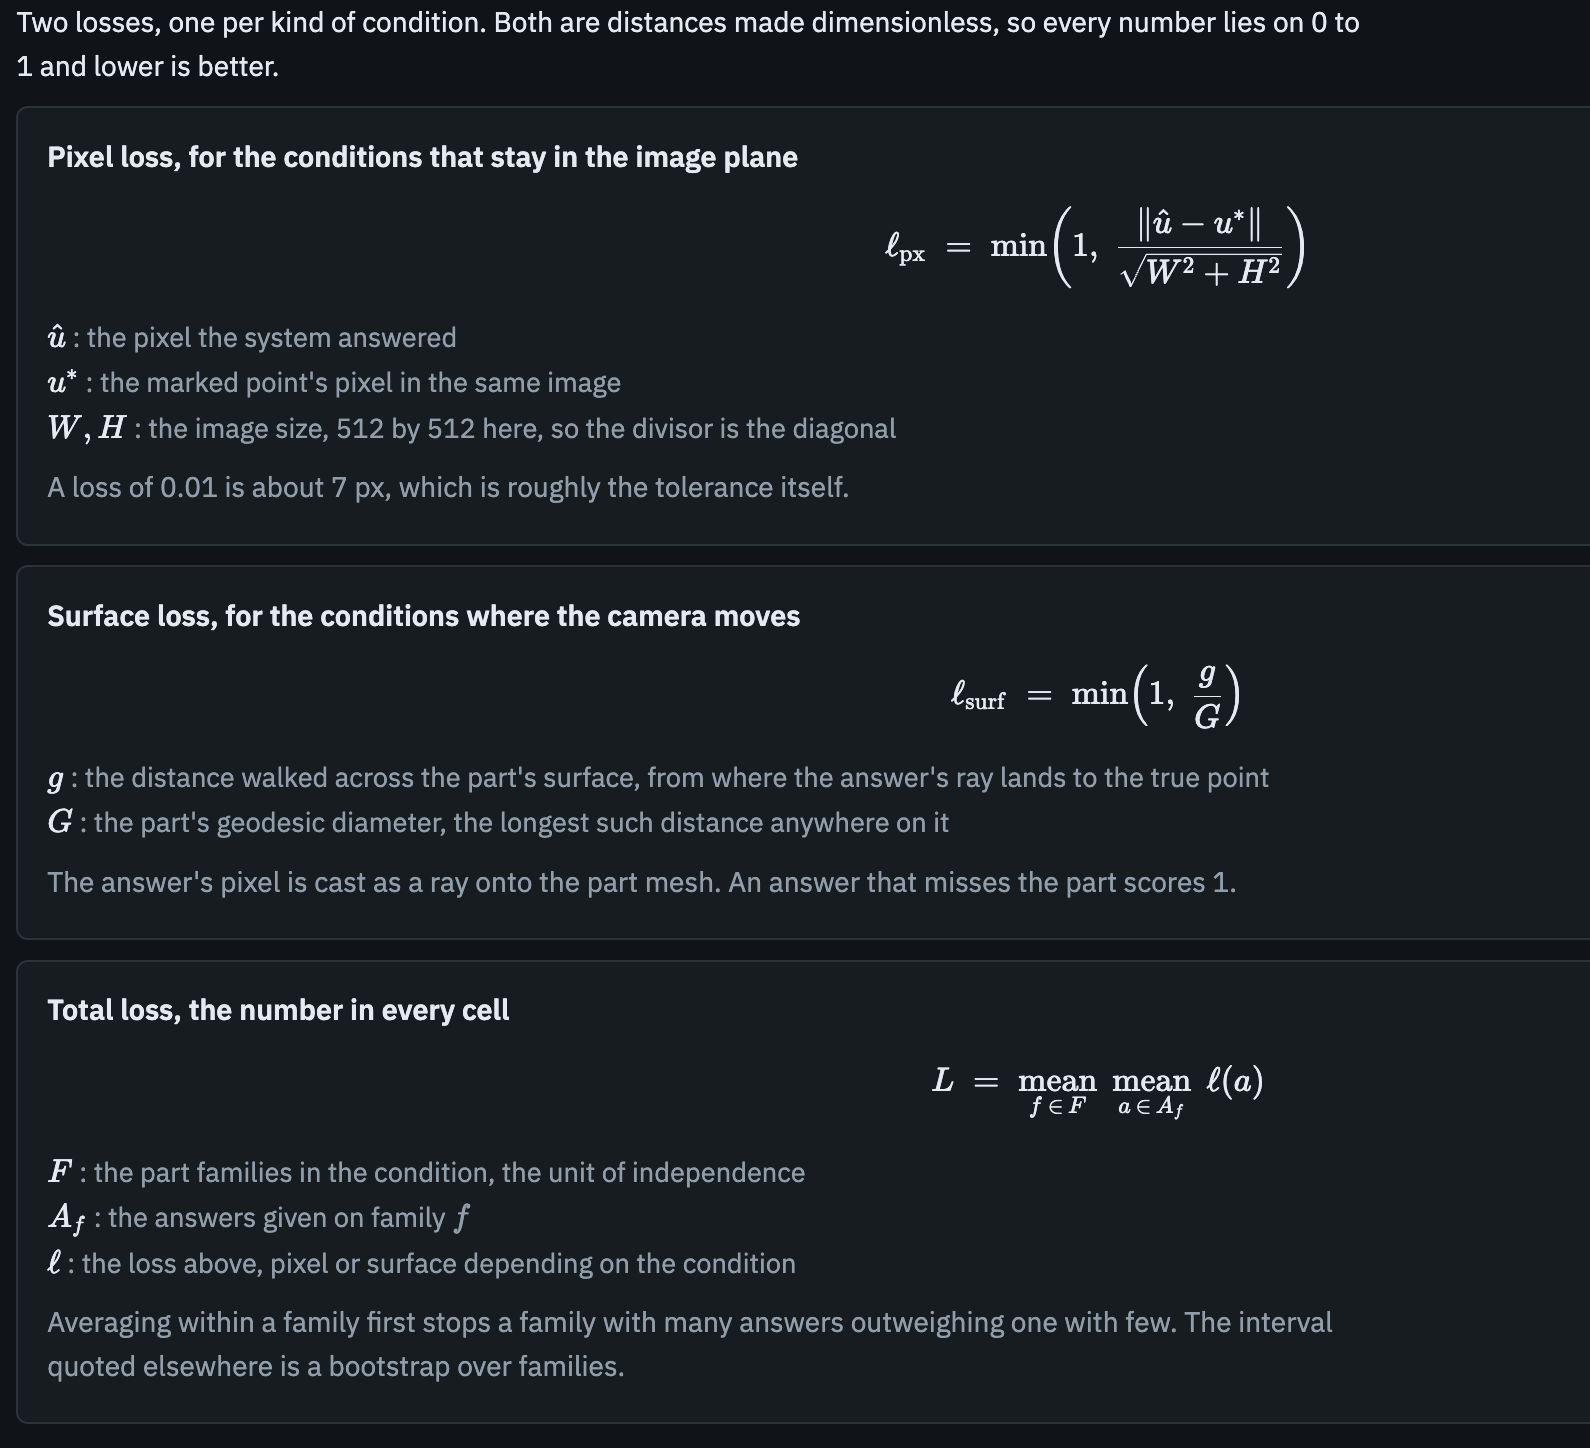 Two losses, one per kind of condition. Both are distances made dimensionless, so every number lies on 0 to
1 and lower is better.
Pixel loss, for the conditions that stay in the image plane
ℓ_px = min(1, ‖û − u*‖ / √(W² + H²))
û : the pixel the system answered
u* : the marked point's pixel in the same image
W, H : the image size, 512 by 512 here, so the divisor is the diagonal
A loss of 0.01 is about 7 px, which is roughly the tolerance itself.
Surface loss, for the conditions where the camera moves
ℓ_surf = min(1, g / G)
g : the distance walked across the part's surface, from where the answer's ray lands to the true point
G : the part's geodesic diameter, the longest such distance anywhere on it
The answer's pixel is cast as a ray onto the part mesh. An answer that misses the part scores 1.
Total loss, the number in every cell
L = mean_{f ∈ F} mean_{a ∈ A_f} ℓ(a)
F : the part families in the condition, the unit of independence
A_f : the answers given on family f
ℓ : the loss above, pixel or surface depending on the condition
Averaging within a family first stops a family with many answers outweighing one with few. The interval
quoted elsewhere is a bootstrap over families.